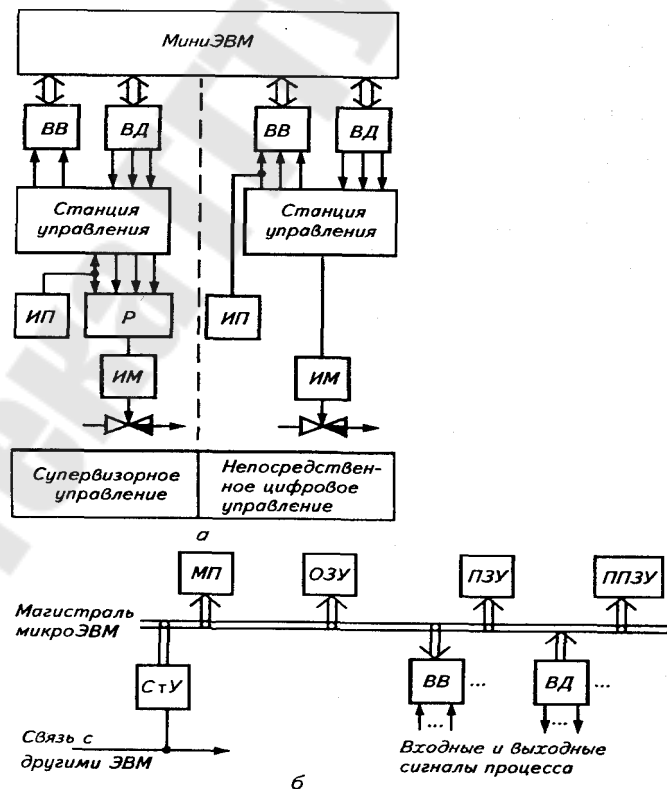 МиниЭВМ
ВВ ВД ВВ ВД
Станция
управления
Станция
управления
ИП Р ИП
ИМ ИМ
Супервизорное
управление
Непосредствен-
ное цифровое
управление
а
МП ОЗУ ПЗУ ППЗУ
Магистраль
микроЭВМ
СтУ ВВ ... ВД ...
... ...
Связь с
другими ЭВМ
Входные и выходные
сигналы процесса
б